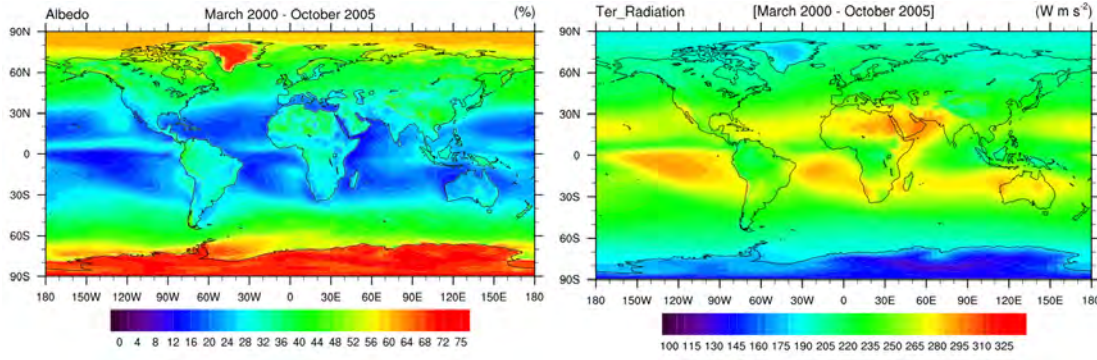 Albedo March 2000 - October 2005 (%)
90N
60N
30N
0
30S
60S
90S
180 150W 120W 90W 60W 30W 0 30E 60E 90E 120E 150E 180
0 4 8 12 16 20 24 28 32 36 40 44 48 52 56 60 64 68 72 75
Ter_Radiation [March 2000 - October 2005] (W m s-2)
90N
60N
30N
0
30S
60S
90S
180 150W 120W 90W 60W 30W 0 30E 60E 90E 120E 150E 180
100 115 130 145 160 175 190 205 220 235 250 265 280 295 310 325